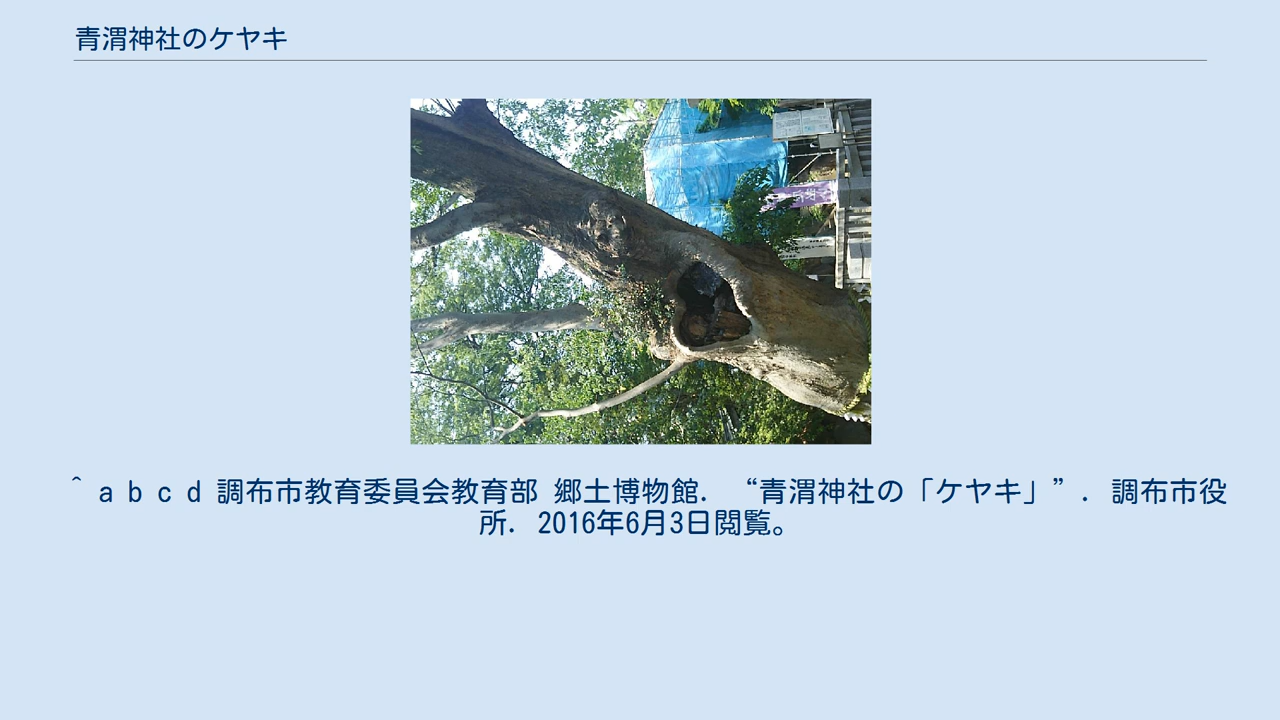 青渭神社のケヤキ
^ a b c d 調布市教育委員会教育部 郷土博物館. “青渭神社の「ケヤキ」”. 調布市役
所. 2016年6月3日閲覧。